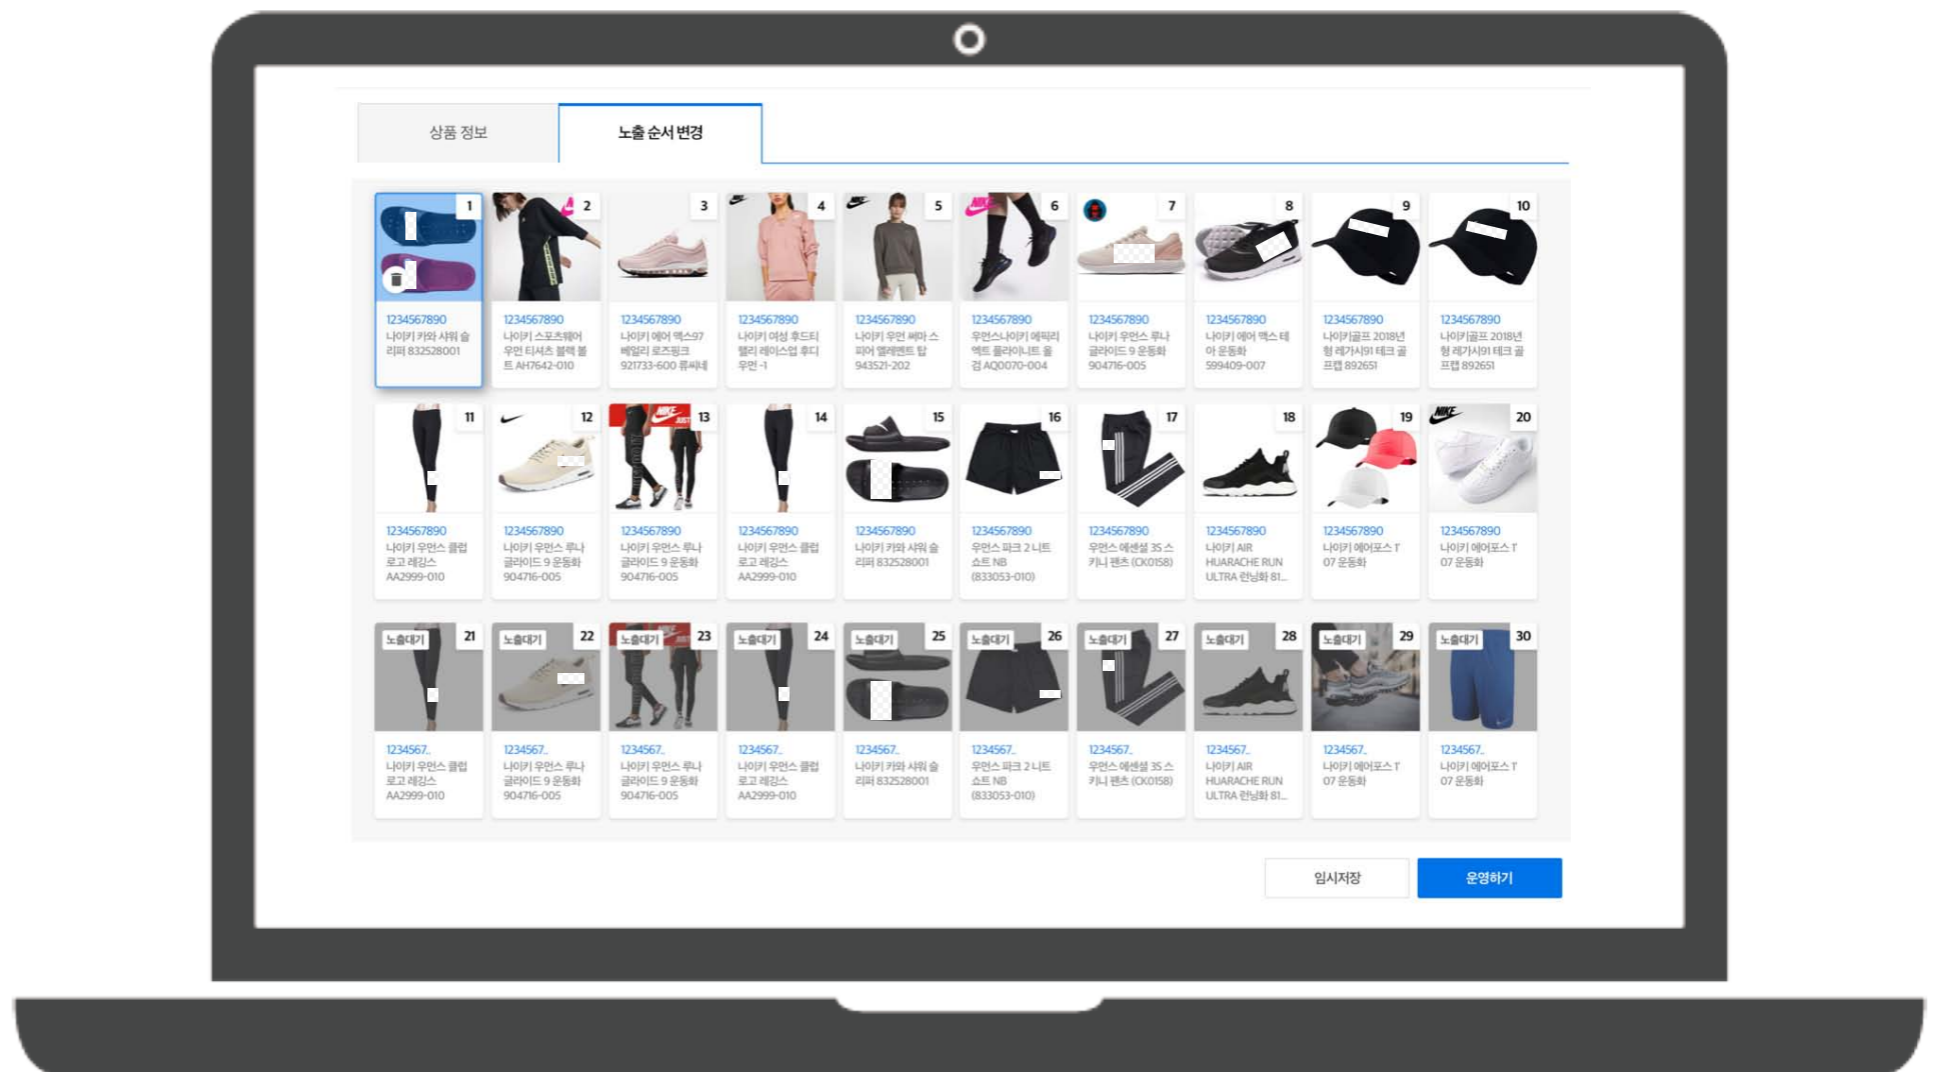 상품 정보
노출 순서 변경
1
2
3
4
5
6
7
8
9
10
1234567890
나이키 카와 샤워 슬
리퍼 832528001
1234567890
나이키 스포츠웨어
우먼 티셔츠 블랙 볼
트 AH7642-010
1234567890
나이키 에어 맥스97
베일리 로즈핑크
921733-600 류씨네
1234567890
나이키 여성 후드티
랠리 레이스업 후디
우먼 -1
1234567890
나이키 우먼 써마 스
피어 엘레멘트 탑
943521-202
1234567890
우먼스나이키 에픽리
엑트 플라이니트 올
검 AQ0070-004
1234567890
나이키 우먼스 루나
글라이드 9 운동화
904716-005
1234567890
나이키 에어 맥스 테
아 운동화
599409-007
1234567890
나이키골프 2018년
형 레가시91 테크 골
프캡 892651
1234567890
나이키골프 2018년
형 레가시91 테크 골
프캡 892651
11
12
NIKE
JUST
13
14
15
16
17
18
19
NIKE
20
1234567890
나이키 우먼스 클럽
로고 레깅스
AA2999-010
1234567890
나이키 우먼스 루나
글라이드 9 운동화
904716-005
1234567890
나이키 우먼스 루나
글라이드 9 운동화
904716-005
1234567890
나이키 우먼스 클럽
로고 레깅스
AA2999-010
1234567890
나이키 카와 샤워 슬
리퍼 832528001
1234567890
우먼스 파크 2 니트
쇼트 NB
(833053-010)
1234567890
우먼스 에센셜 3S 스
키니 팬츠 (CK0158)
1234567890
나이키 AIR
HUARACHE RUN
ULTRA 런닝화 81...
1234567890
나이키 에어포스 1'
07 운동화
1234567890
나이키 에어포스 1'
07 운동화
노출대기 21
노출대기 22
노출대기 23
노출대기 24
노출대기 25
노출대기 26
노출대기 27
노출대기 28
노출대기 29
노출대기 30
1234567...
나이키 우먼스 클럽
로고 레깅스
AA2999-010
1234567...
나이키 우먼스 루나
글라이드 9 운동화
904716-005
1234567...
나이키 우먼스 루나
글라이드 9 운동화
904716-005
1234567...
나이키 우먼스 클럽
로고 레깅스
AA2999-010
1234567...
나이키 카와 샤워 슬
리퍼 832528001
1234567...
우먼스 파크 2 니트
쇼트 NB
(833053-010)
1234567...
우먼스 에센셜 3S 스
키니 팬츠 (CK0158)
1234567...
나이키 AIR
HUARACHE RUN
ULTRA 런닝화 81...
1234567...
나이키 에어포스 1'
07 운동화
1234567...
나이키 에어포스 1'
07 운동화
임시저장
운영하기